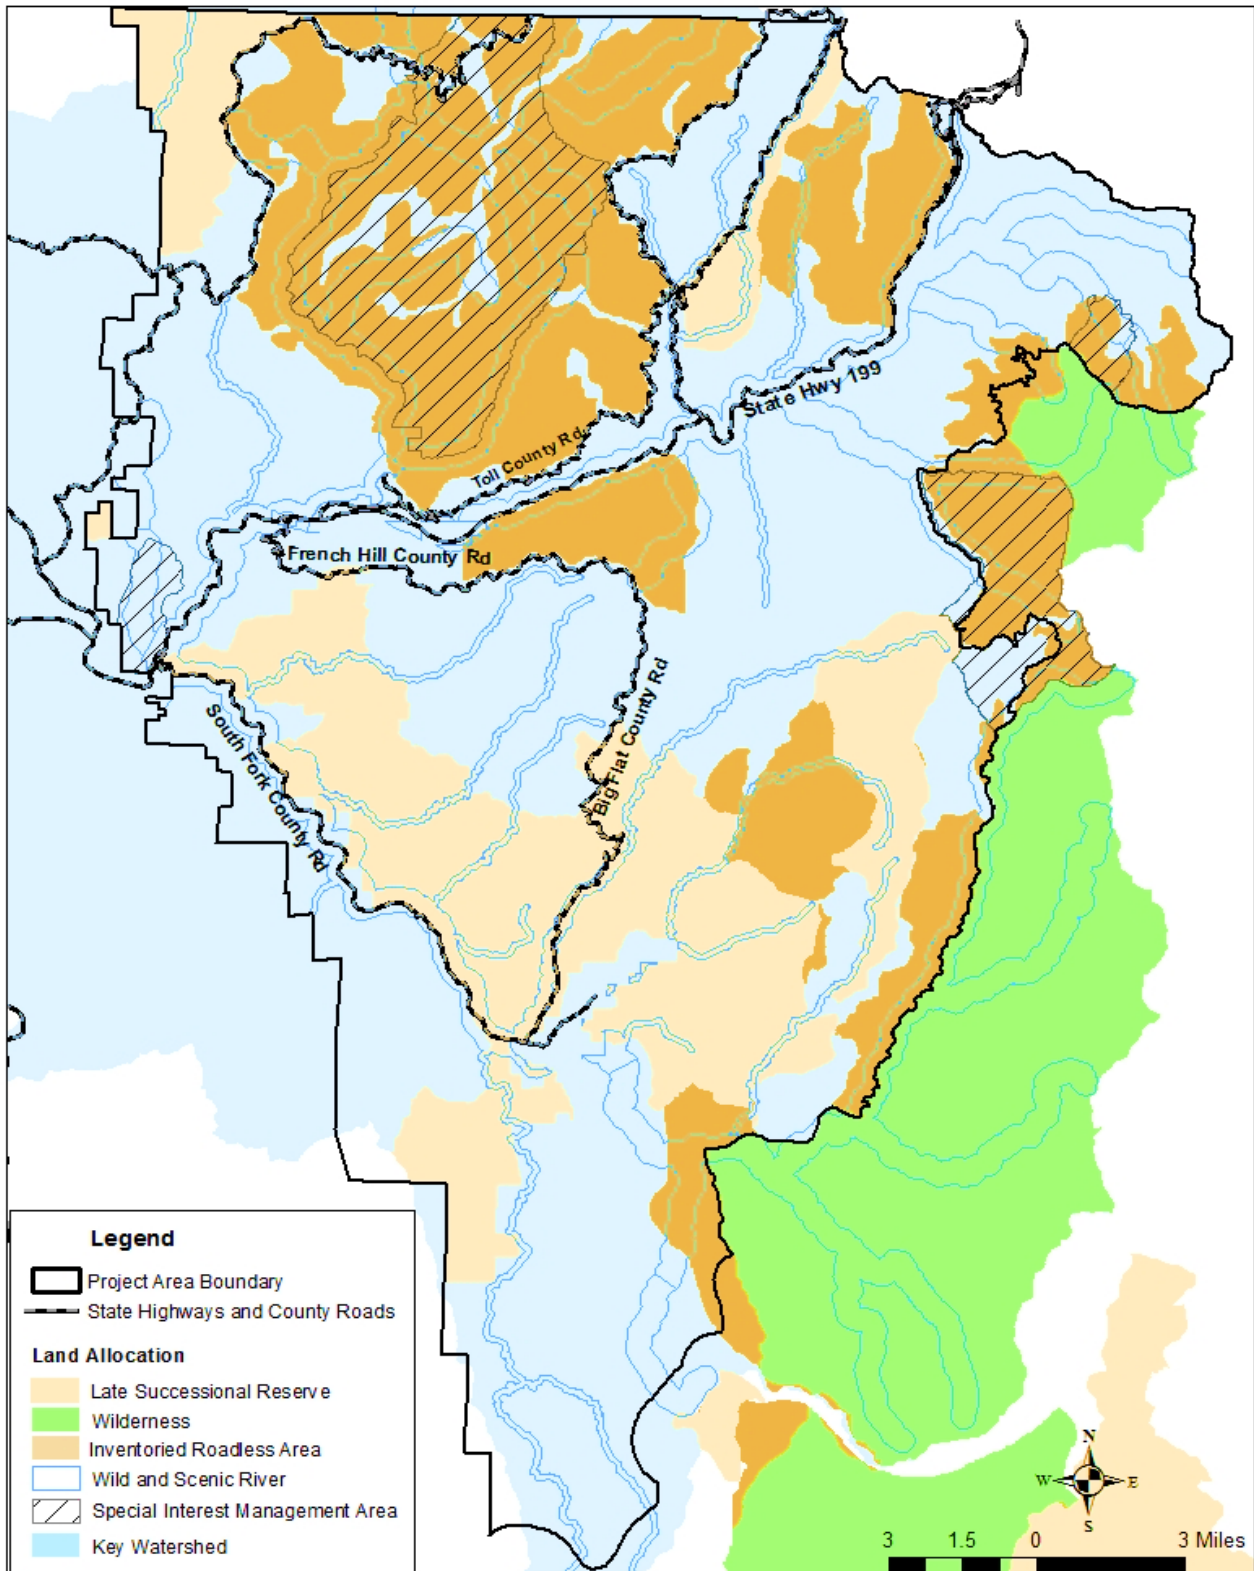 State Hwy 199
Toll County Rd
French Hill County Rd
South Fork County Rd
Big Flat County Rd
Legend
Project Area Boundary
State Highways and County Roads
Land Allocation
Late Successional Reserve
Wilderness
Inventoried Roadless Area
Wild and Scenic River
Special Interest Management Area
Key Watershed
N
W E
S
3 1.5 0 3 Miles